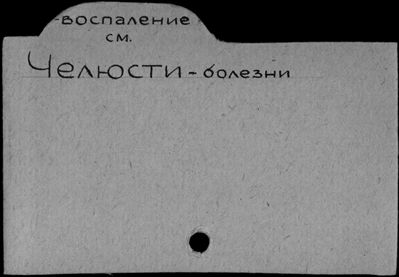 -воспаление
см.
Челюсти - болезни